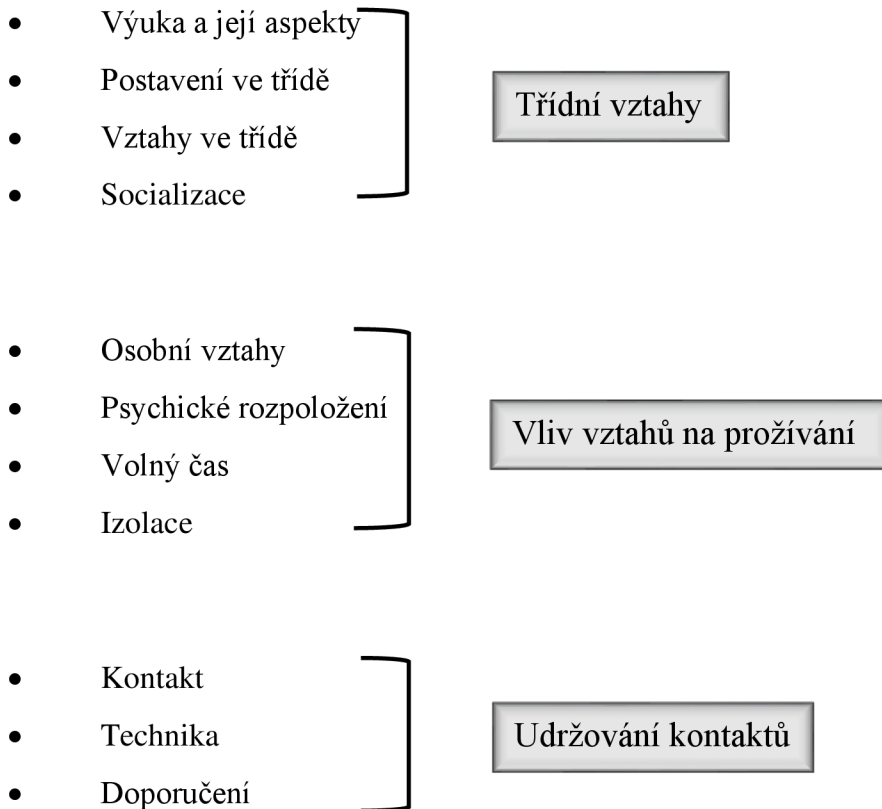 • Výuka a její aspekty
• Postavení ve třídě
Třídní vztahy
• Vztahy ve třídě
• Socializace
• Osobní vztahy
• Psychické rozpoložení
Vliv vztahů na prožívání
• Volný čas
• Izolace
• Kontakt
• Technika
Udržování kontaktů
• Doporučení